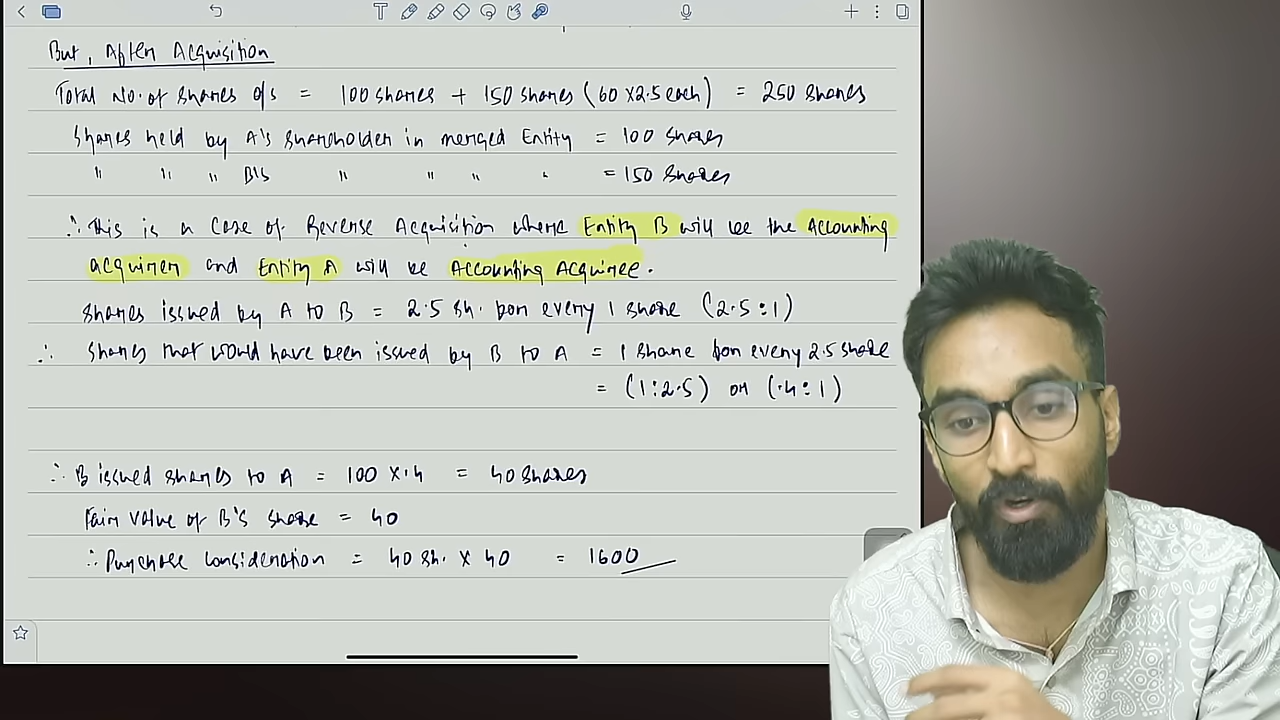 But, After Acquisition
Total No. of shares o/s = 100 shares + 150 shares (60 x 2.5 each) = 250 shares
Shares held by A's shareholder in merged Entity = 100 shares
" " " B's " " " " = 150 shares
∴ This is a case of Reverse Acquisition where Entity B will be the Accounting
acquirer and Entity A will be Accounting Acquiree.
Shares issued by A to B = 2.5 sh. for every 1 share (2.5:1)
∴ Shares that would have been issued by B to A = 1 share for every 2.5 share
= (1:2.5) or (.4:1)
∴ B issued shares to A = 100 x .4 = 40 shares
Fair value of B's share = 40
∴ Purchase consideration = 40 sh. x 40 = 1600